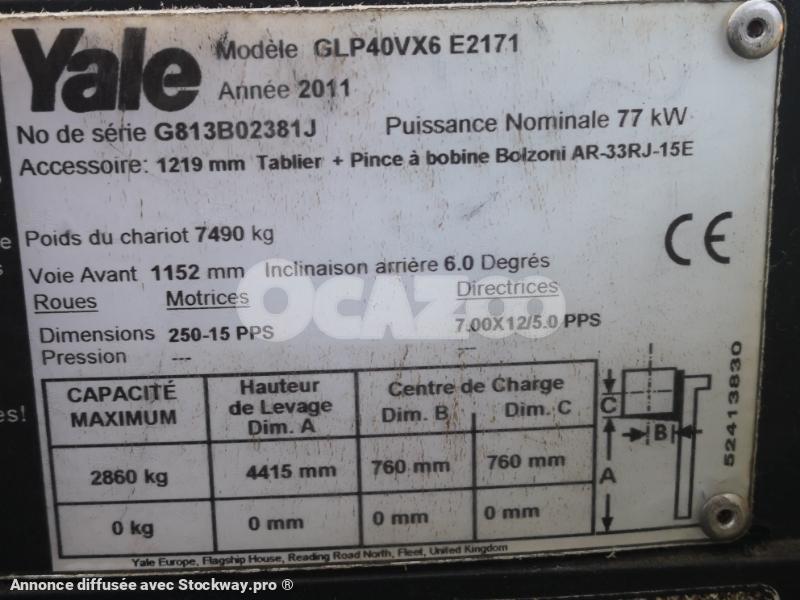 Yale
Modèle GLP40VX6 E2171
Année 2011
No de série G813B02381J Puissance Nominale 77 kW
Accessoire: 1219 mm Tablier + Pince à bobine Bolzoni AR-33RJ-15E
Poids du chariot 7490 kg
CE
Voie Avant 1152 mm Inclinaison arrière 6.0 Degrés
Roues Motrices Directrices
OCAZOO
Dimensions 250-15 PPS 7.00X12/5.0 PPS
Pression --- ---
CAPACITÉ MAXIMUM Hauteur de Levage Dim. A Centre de Charge Dim. B Dim. C
2860 kg 4415 mm 760 mm 760 mm
0 kg 0 mm 0 mm 0 mm
C
B
A
52413830
Yale Europe, Flagship House, Reading Road North, Fleet, United Kingdom
es!
Annonce diffusée avec Stockway.pro ®